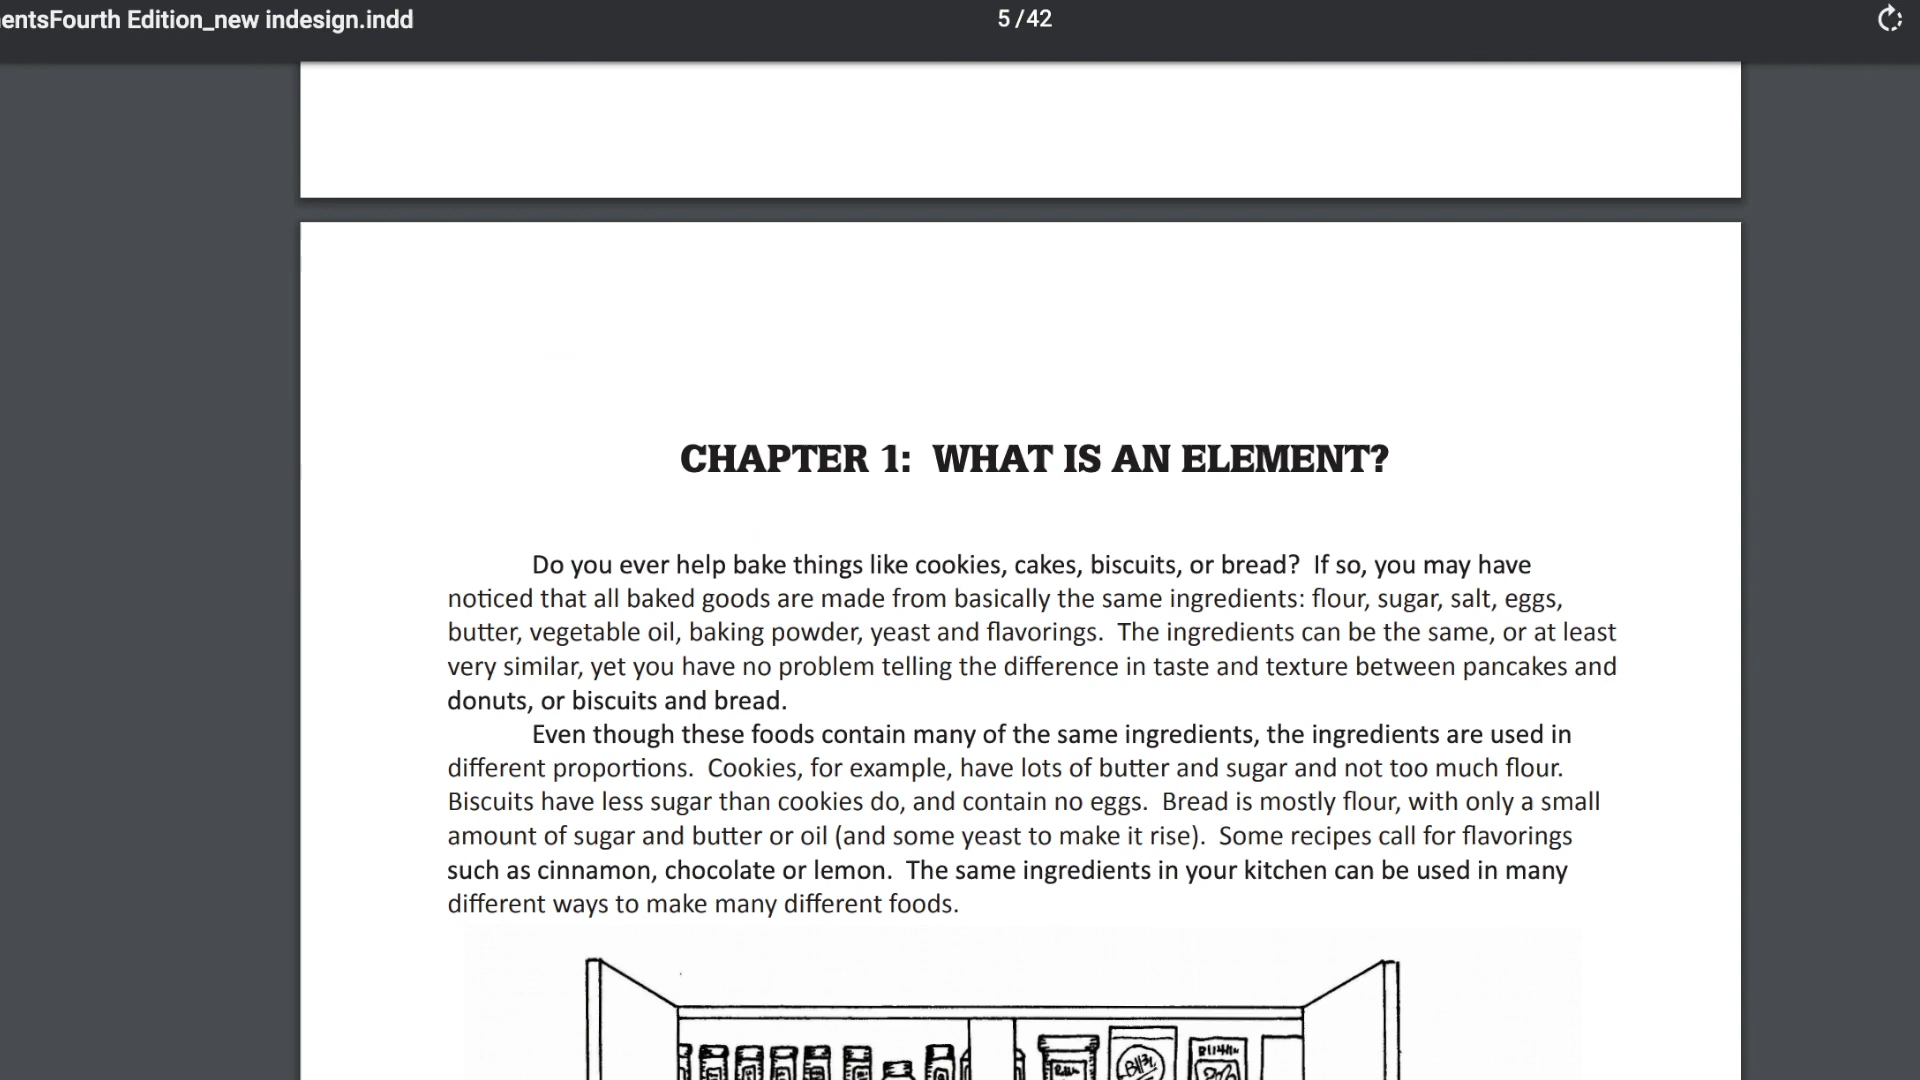 entsFourth Edition_new indesign.indd
5/42
CHAPTER 1: WHAT IS AN ELEMENT?
Do you ever help bake things like cookies, cakes, biscuits, or bread? If so, you may have
noticed that all baked goods are made from basically the same ingredients: flour, sugar, salt, eggs,
butter, vegetable oil, baking powder, yeast and flavorings. The ingredients can be the same, or at least
very similar, yet you have no problem telling the difference in taste and texture between pancakes and
donuts, or biscuits and bread.
Even though these foods contain many of the same ingredients, the ingredients are used in
different proportions. Cookies, for example, have lots of butter and sugar and not too much flour.
Biscuits have less sugar than cookies do, and contain no eggs. Bread is mostly flour, with only a small
amount of sugar and butter or oil (and some yeast to make it rise). Some recipes call for flavorings
such as cinnamon, chocolate or lemon. The same ingredients in your kitchen can be used in many
different ways to make many different foods.